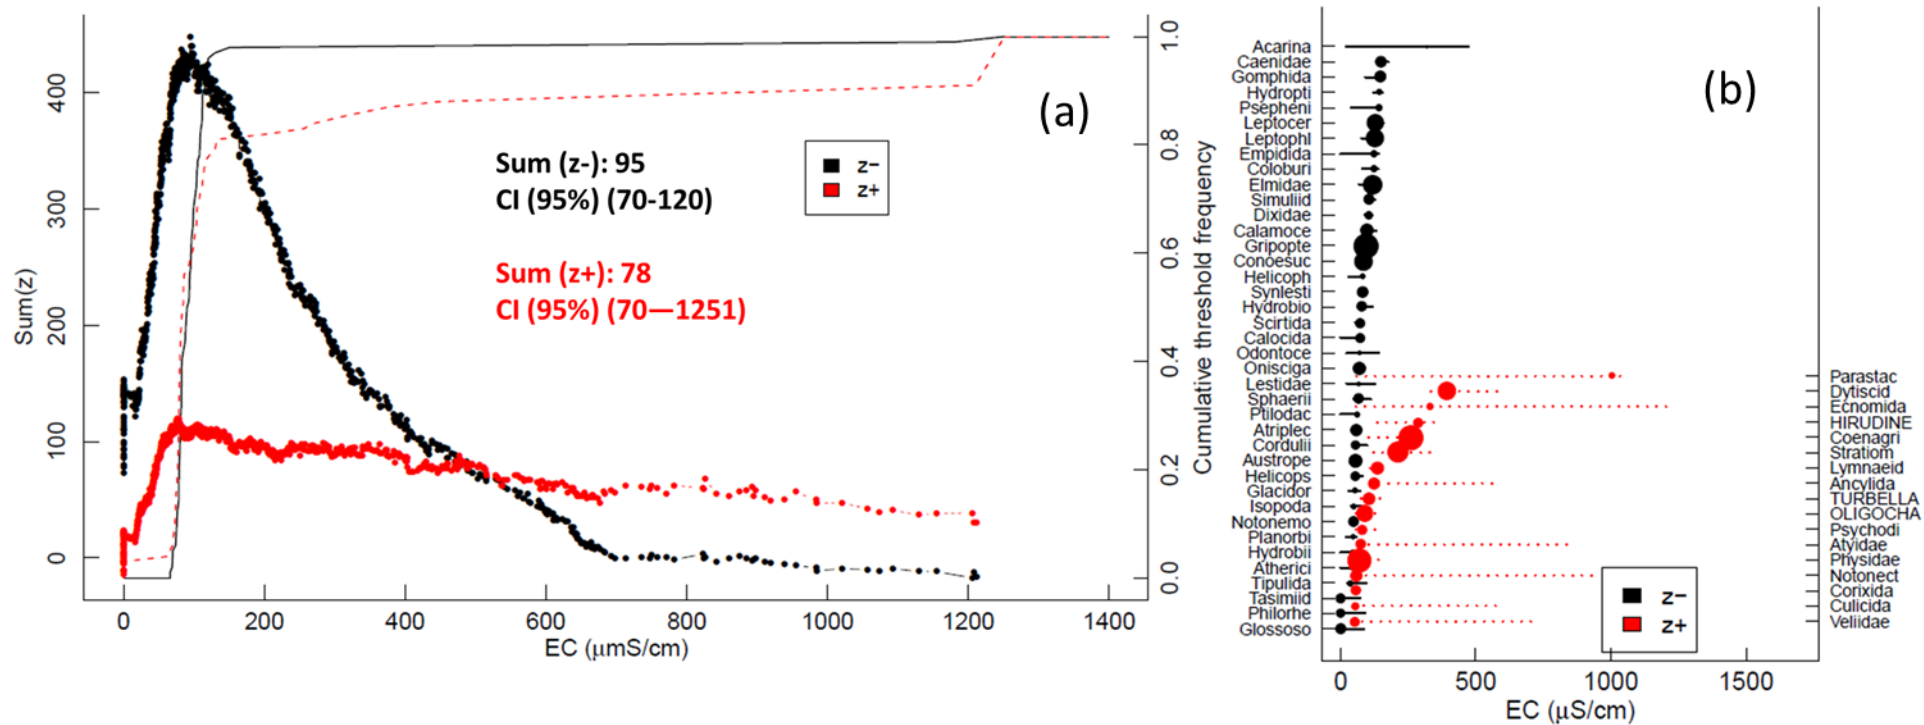 Sum(z)
400
300
200
100
0
(a)
Sum (z-): 95
CI (95%) (70-120)
Sum (z+): 78
CI (95%) (70—1251)
z−
z+
1.0
0.8
0.6
0.4
0.2
0.0
Cumulative threshold frequency
0 200 400 600 800 1000 1200 1400
EC (μmS/cm)
(b)
Acarina
Caenidae
Gomphida
Hydropti
Psepheni
Leptocer
Leptophl
Empidida
Coloburi
Elmidae
Simuliid
Dixidae
Calamoce
Gripopte
Conoesuc
Helicoph
Synlesti
Hydrobio
Scirtida
Calocida
Odontoce
Onisciga
Lestidae
Sphaerii
Ptilodac
Atriplec
Cordulii
Austrope
Helicops
Glacidor
Isopoda
Notonemo
Planorbi
Hydrobii
Atherici
Tipulida
Tasimiid
Philorhe
Glossoso
Parastac
Dytiscid
Ecnomida
HIRUDINE
Coenagri
Stratiom
Lymnaeid
Ancylida
TURBELLA
OLIGOCHA
Psychodi
Atyidae
Physidae
Notonect
Corixida
Culicida
Veliidae
z−
z+
0 500 1000 1500
EC (μS/cm)